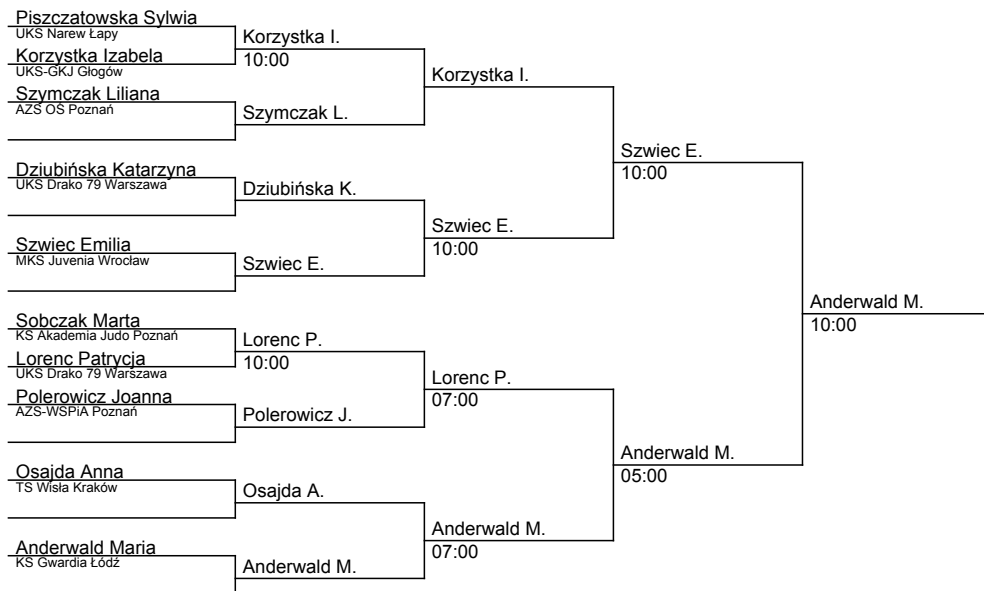 Piszczatowska Sylwia
UKS Narew Łapy
Korzystka I.
10:00
Korzystka Izabela
UKS-GKJ Głogów
Korzystka I.
Szymczak Liliana
AZS OŚ Poznań
Szymczak L.
Szwiec E.
10:00
Dziubińska Katarzyna
UKS Drako 79 Warszawa
Dziubińska K.
Szwiec E.
10:00
Szwiec Emilia
MKS Juvenia Wrocław
Szwiec E.
Anderwald M.
10:00
Sobczak Marta
KS Akademia Judo Poznań
Lorenc P.
10:00
Lorenc Patrycja
UKS Drako 79 Warszawa
Lorenc P.
07:00
Polerowicz Joanna
AZS-WSPiA Poznań
Polerowicz J.
Anderwald M.
05:00
Osajda Anna
TS Wisła Kraków
Osajda A.
Anderwald M.
07:00
Anderwald Maria
KS Gwardia Łódź
Anderwald M.